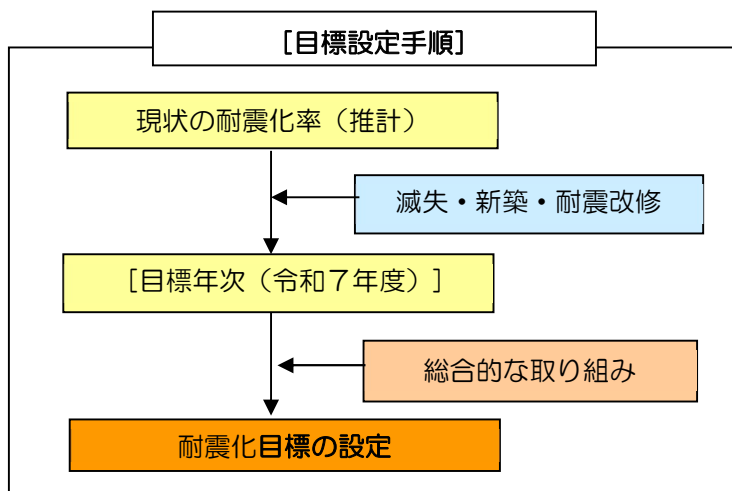 ［目標設定手順］
現状の耐震化率（推計）
滅失・新築・耐震改修
［目標年次（令和７年度）］
総合的な取り組み
耐震化目標の設定